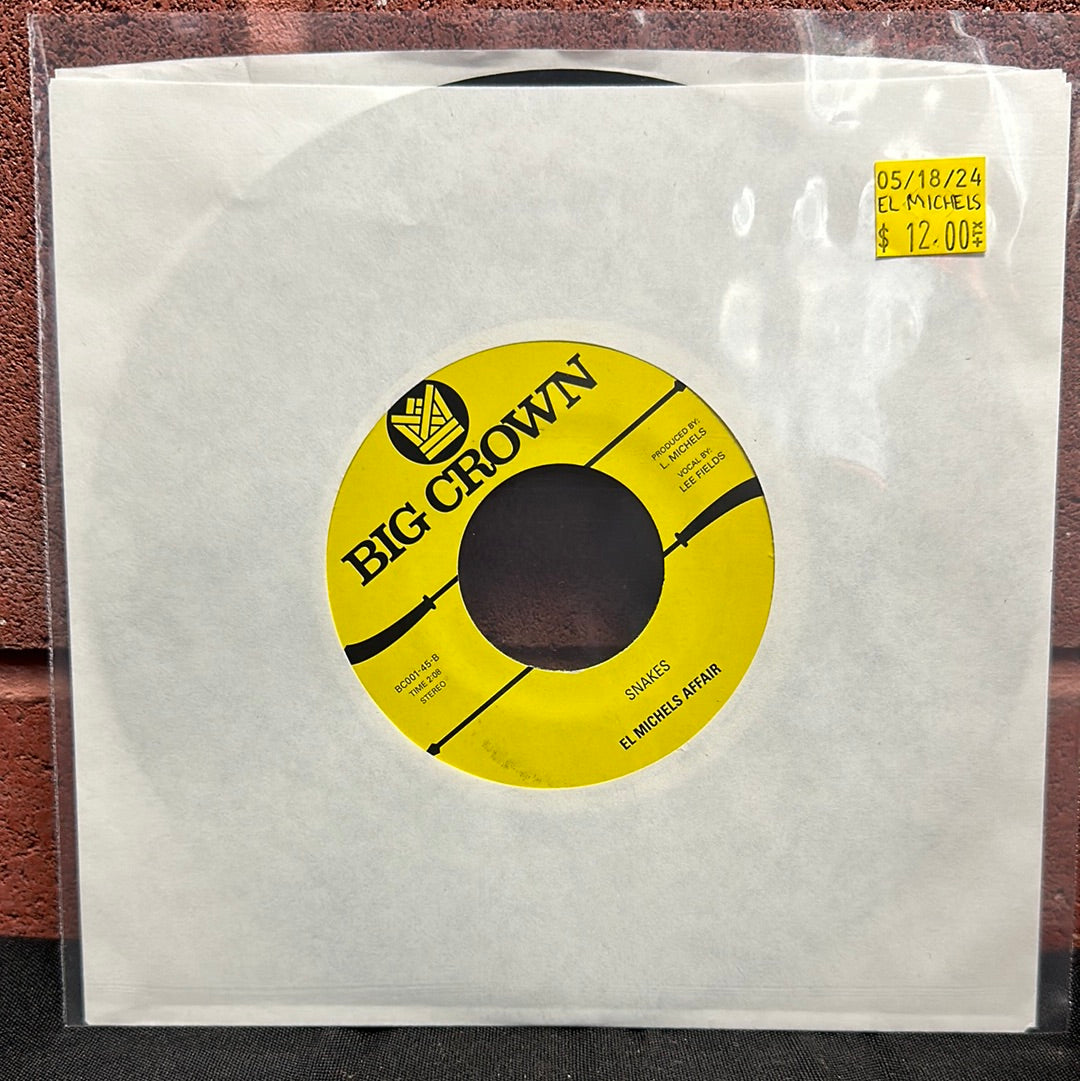 05/18/24
EL MICHELS
$ 12.00 +TX
BIG CROWN
PRODUCED BY:
L. MICHELS
VOCAL BY:
LEE FIELDS
BC001-45-B
TIME 2:08
STEREO
SNAKES
EL MICHELS AFFAIR